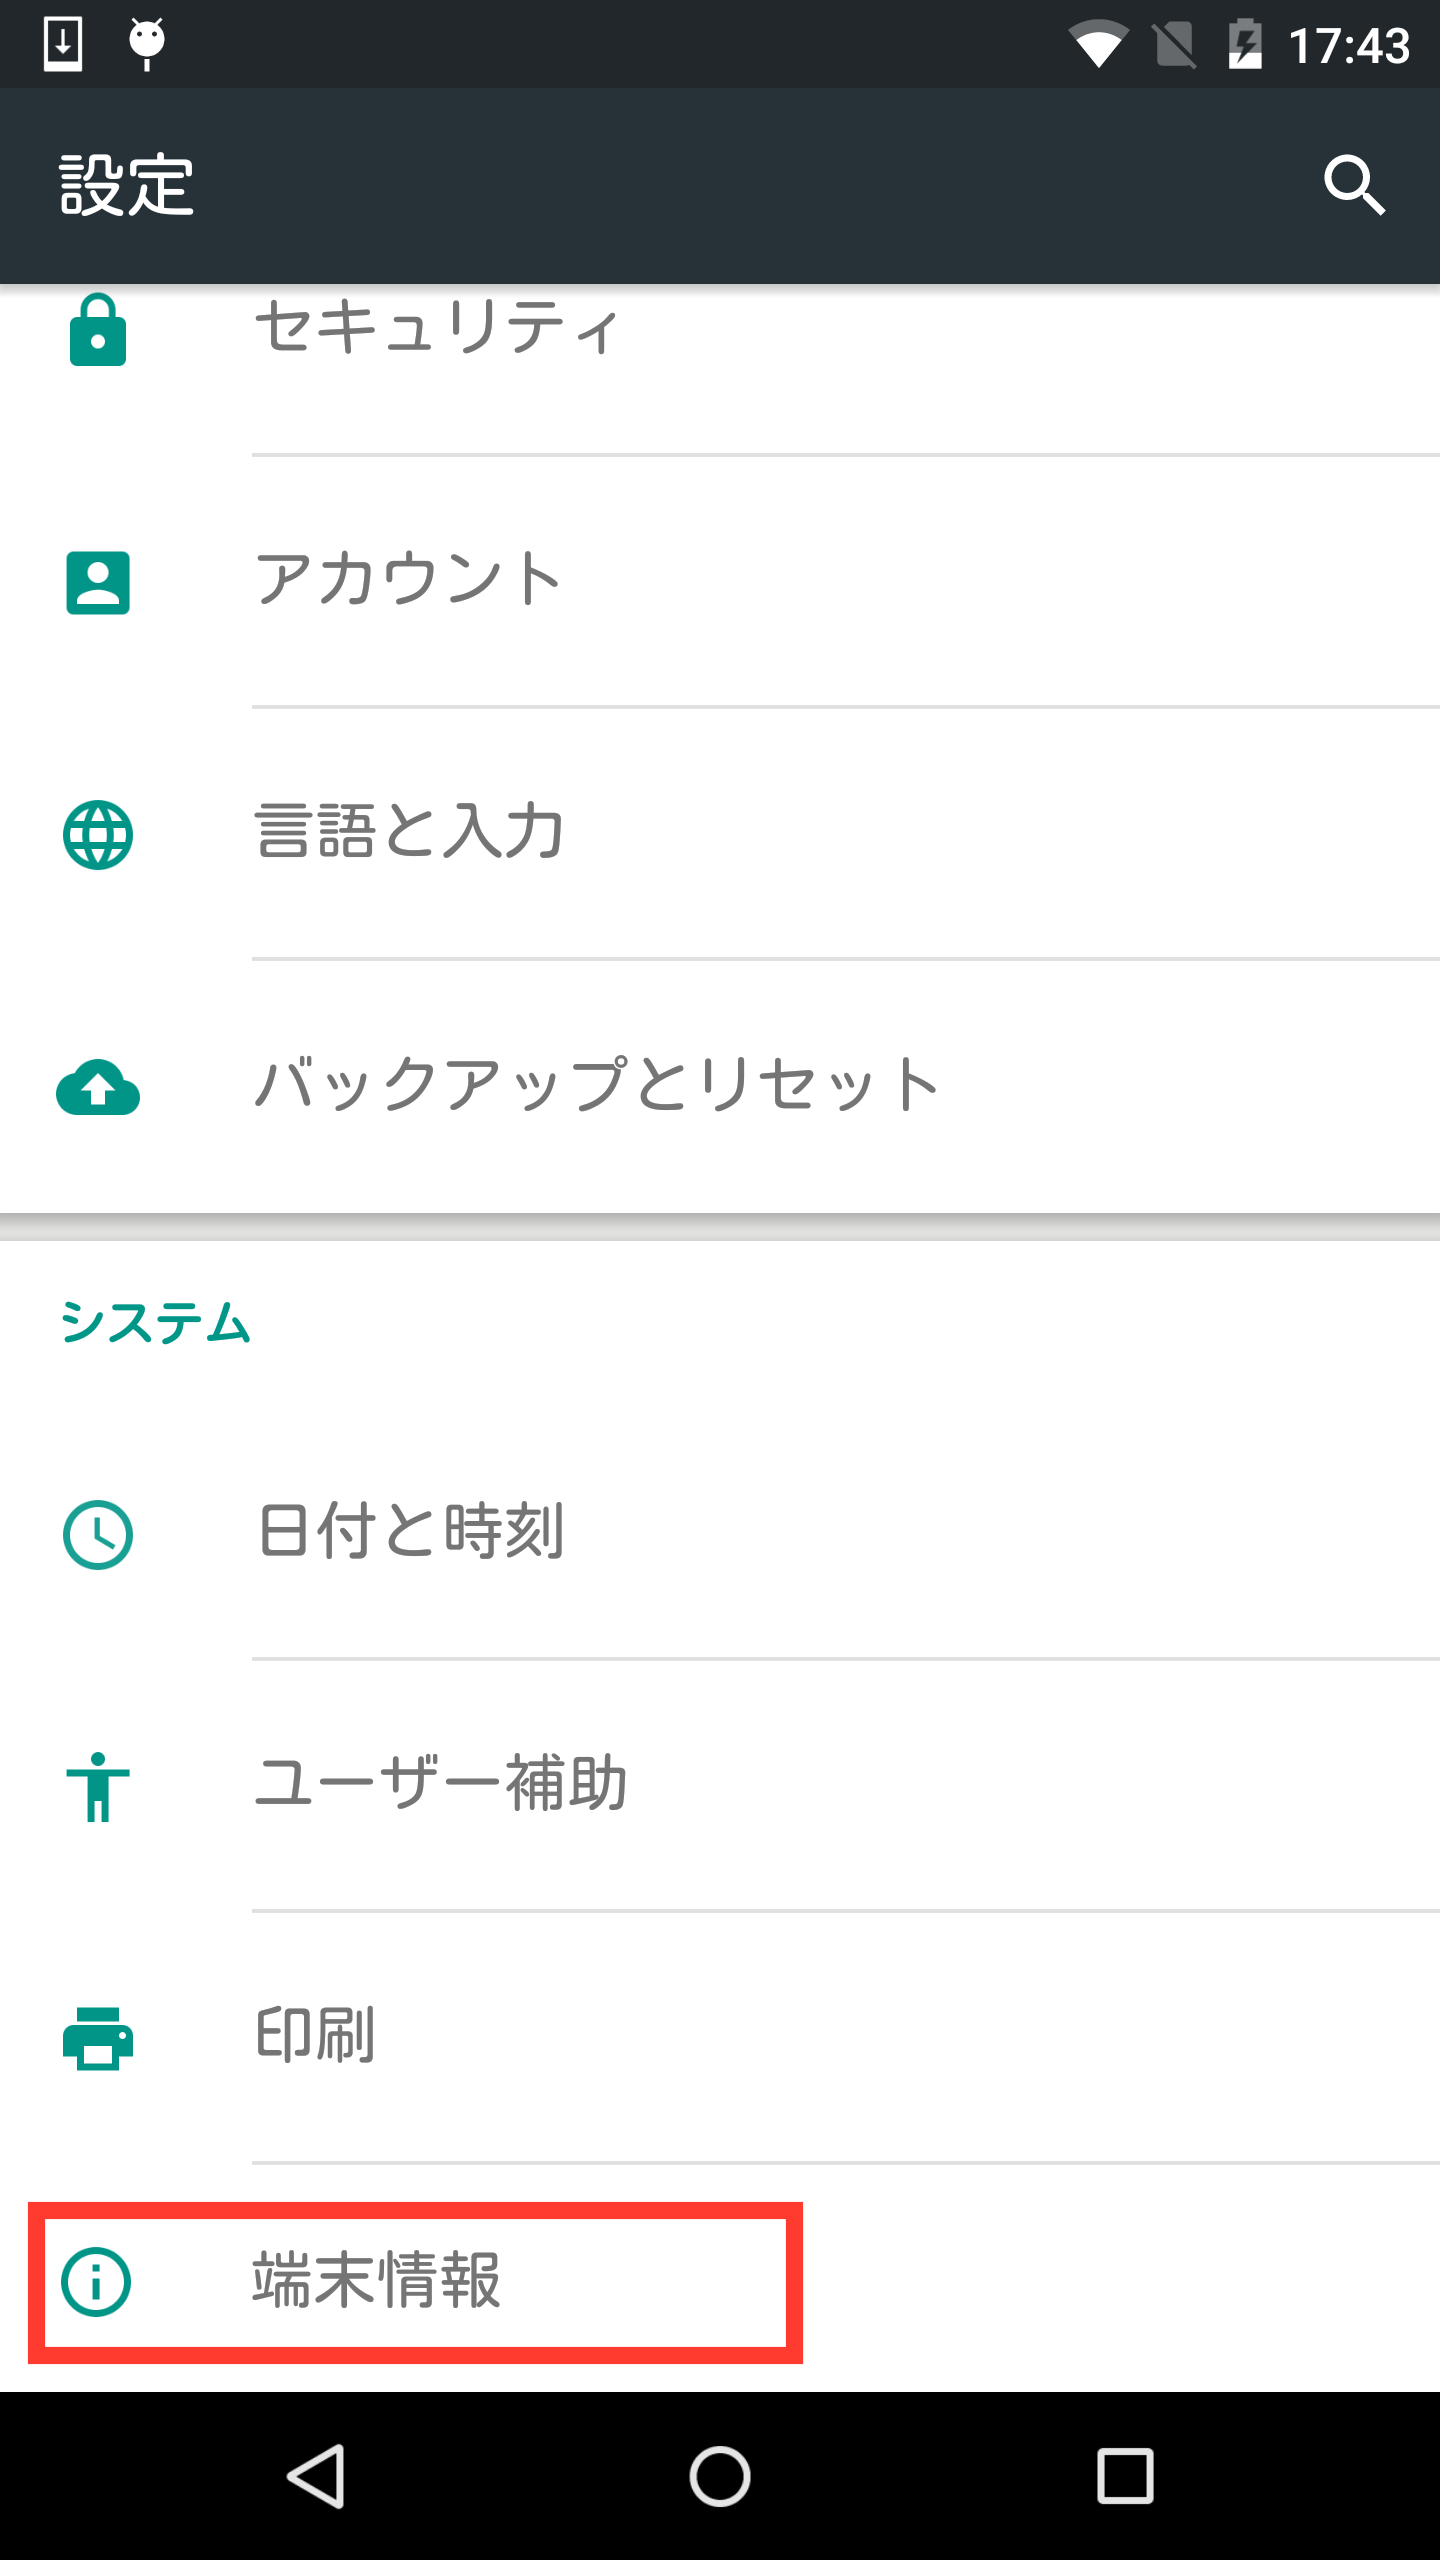 17:43
設定
セキュリティ
アカウント
言語と入力
バックアップとリセット
システム
日付と時刻
ユーザー補助
印刷
端末情報